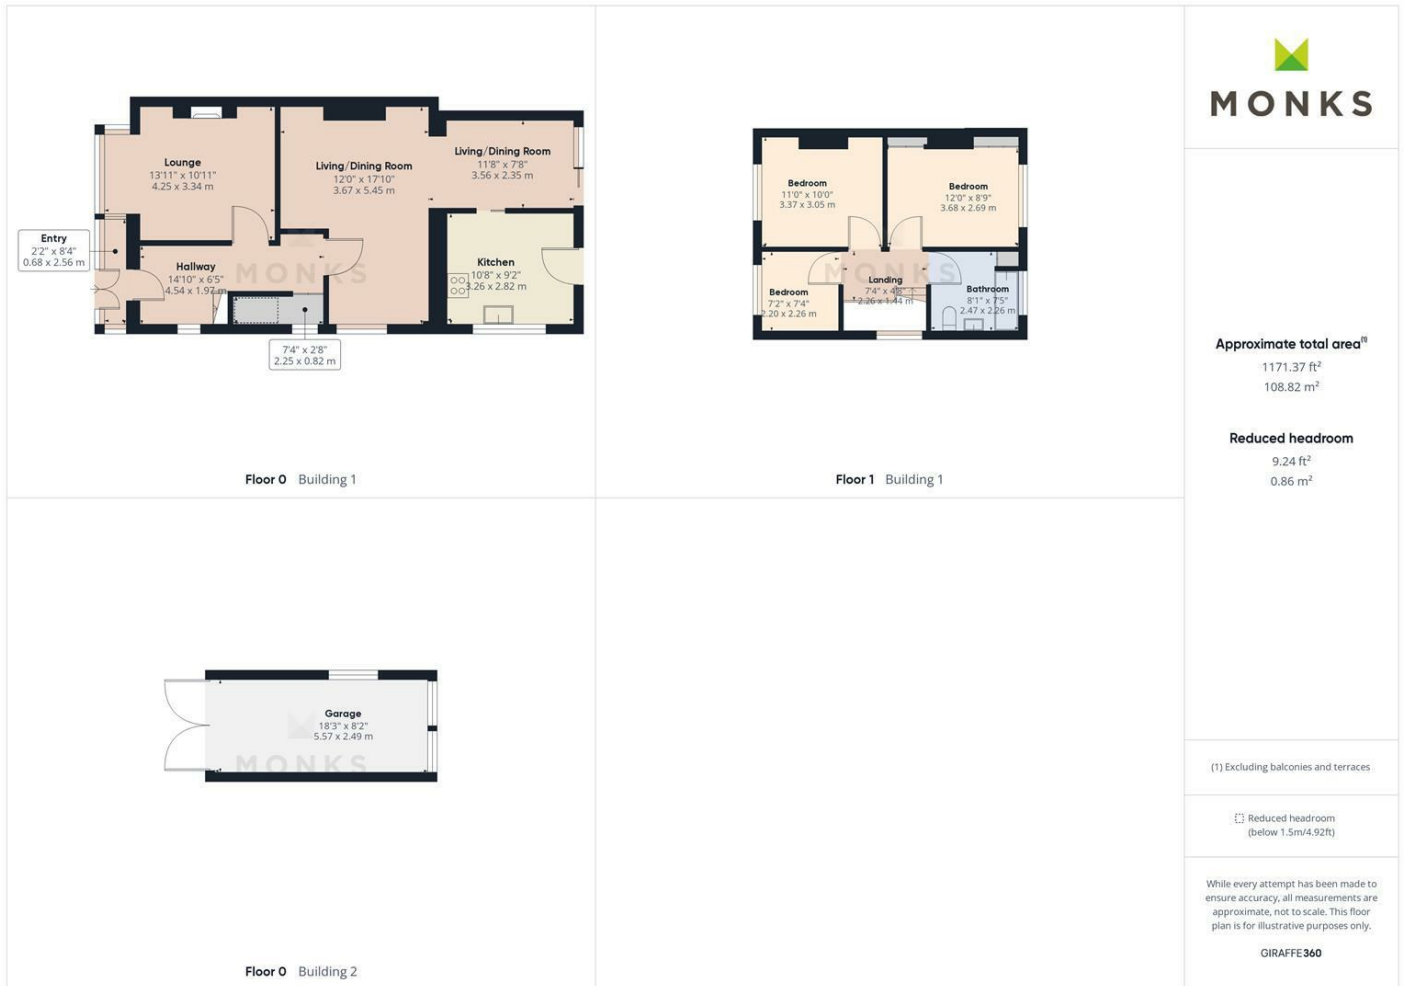 Lounge
13'11" x 10'11"
4.25 x 3.34 m
Living/Dining Room
12'0" x 17'10"
3.67 x 5.45 m
Living/Dining Room
11'8" x 7'8"
3.56 x 2.35 m
Entry
2'2" x 8'4"
0.68 x 2.56 m
Hallway
14'10" x 6'5"
4.54 x 1.97 m
MONKS
Kitchen
10'8" x 9'2"
3.26 x 2.82 m
7'4" x 2'8"
2.25 x 0.82 m
Floor 0 Building 1
Bedroom
11'0" x 10'0"
3.37 x 3.05 m
Bedroom
12'0" x 8'9"
3.68 x 2.69 m
MONKS
Bedroom
7'2" x 7'4"
2.20 x 2.26 m
Landing
7'4" x 4'8"
2.26 x 1.44 m
Bathroom
8'1" x 7'5"
2.47 x 2.26 m
Floor 1 Building 1
Garage
18'3" x 8'2"
5.57 x 2.49 m
MONKS
Floor 0 Building 2
MONKS
Approximate total area(1)
1171.37 ft²
108.82 m²
Reduced headroom
9.24 ft²
0.86 m²
(1) Excluding balconies and terraces
Reduced headroom
(below 1.5m/4.92ft)
While every attempt has been made to
ensure accuracy, all measurements are
approximate, not to scale. This floor
plan is for illustrative purposes only.
GIRAFFE360